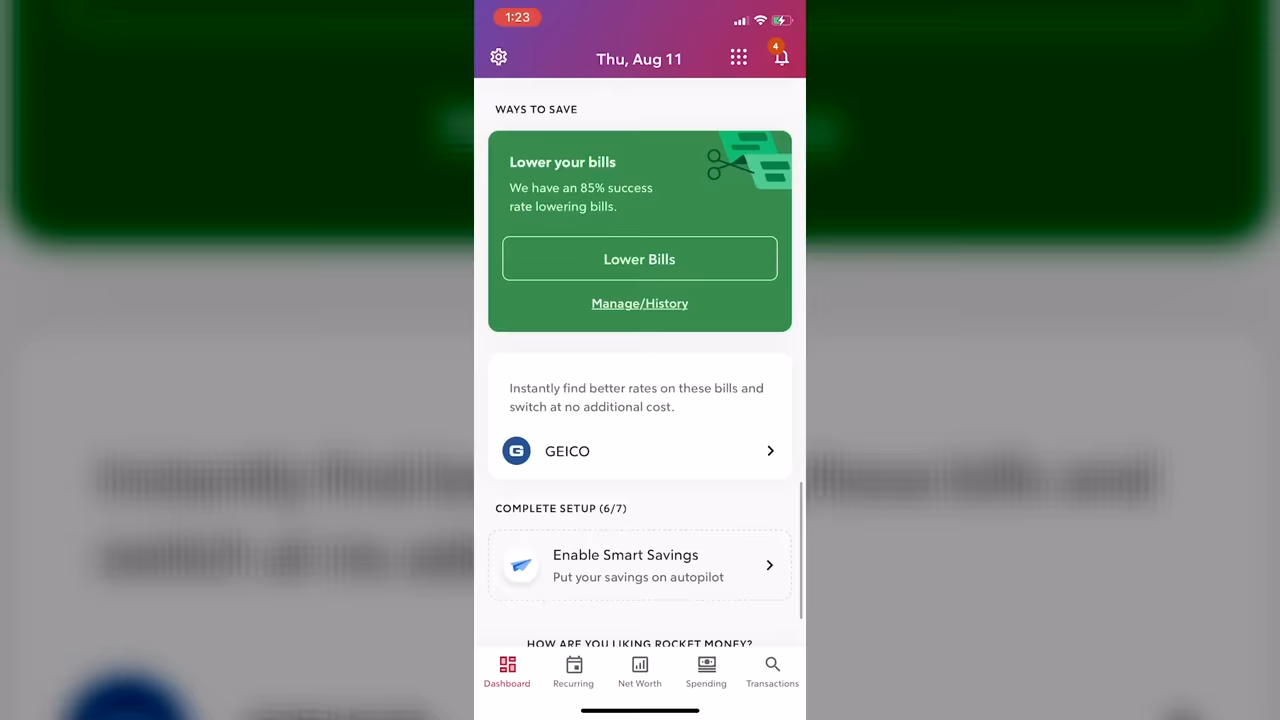 1:23
Thu, Aug 11
4
WAYS TO SAVE
Lower your bills
We have an 85% success
rate lowering bills.
Lower Bills
Manage/History
Instantly find better rates on these bills and
switch at no additional cost.
G GEICO
COMPLETE SETUP (6/7)
Enable Smart Savings
Put your savings on autopilot
HOW ARE YOU LIKING ROCKET MONEY?
Dashboard Recurring Net Worth Spending Transactions